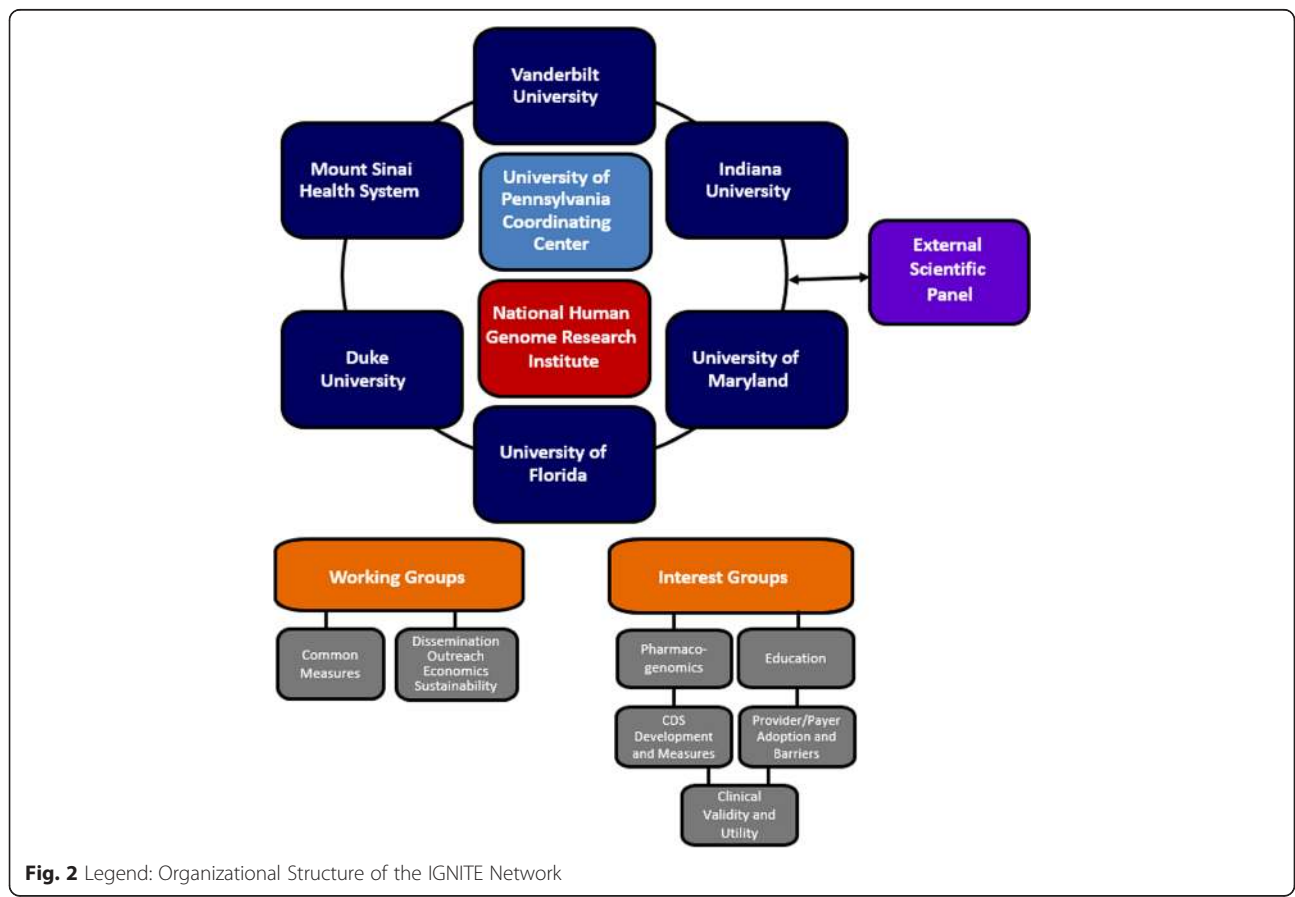 Vanderbilt
University
Mount Sinai
Health System
University of
Pennsylvania
Coordinating
Center
Indiana
University
External
Scientific
Panel
National Human
Genome Research
Institute
Duke
University
University of
Maryland
University of
Florida
Working Groups
Common
Measures
Dissemination
Outreach
Economics
Sustainability
Interest Groups
Pharmaco-
genomics
Education
CDS
Development
and Measures
Provider/Payer
Adoption and
Barriers
Clinical
Validity and
Utility
Fig. 2 Legend: Organizational Structure of the IGNITE Network